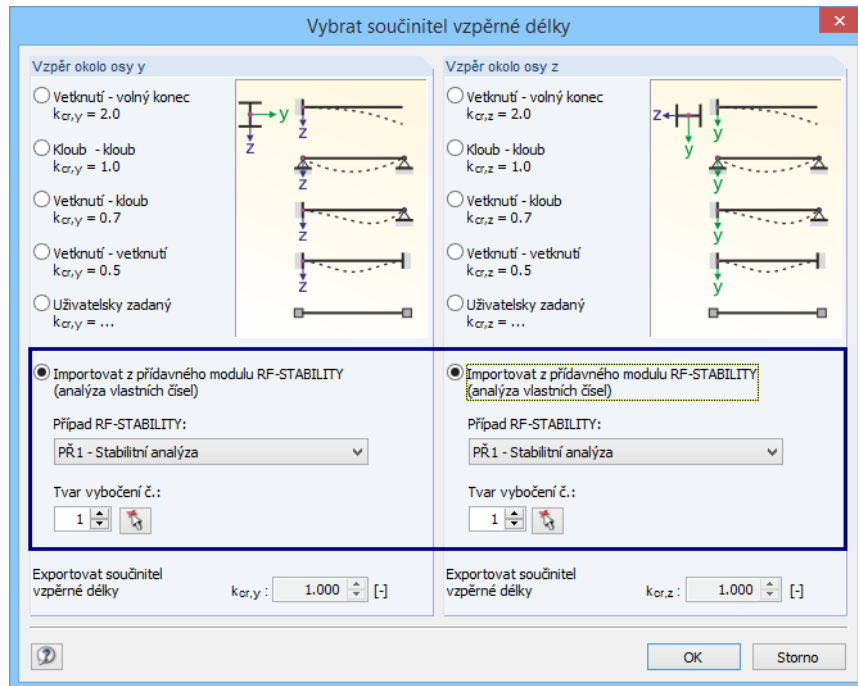 Vybrat součinitel vzpěrné délky
Vzpěr okolo osy y
Vetknutí - volný konec
kcr,y = 2.0
Kloub - kloub
kcr,y = 1.0
Vetknutí - kloub
kcr,y = 0.7
Vetknutí - vetknutí
kcr,y = 0.5
Uživatelsky zadaný
kcr,y = ...
y
z
z
z
z
z
Importovat z přídavného modulu RF-STABILITY
(analýza vlastních čísel)
Případ RF-STABILITY:
PŘ1 - Stabilitní analýza
Tvar vybočení č.:
1
Exportovat součinitel
vzpěrné délky kcr,y : 1.000 [-]
Vzpěr okolo osy z
Vetknutí - volný konec
kcr,z = 2.0
Kloub - kloub
kcr,z = 1.0
Vetknutí - kloub
kcr,z = 0.7
Vetknutí - vetknutí
kcr,z = 0.5
Uživatelsky zadaný
kcr,z = ...
z
y
y
y
y
y
Importovat z přídavného modulu RF-STABILITY
(analýza vlastních čísel)
Případ RF-STABILITY:
PŘ1 - Stabilitní analýza
Tvar vybočení č.:
1
Exportovat součinitel
vzpěrné délky kcr,z : 1.000 [-]
OK
Storno